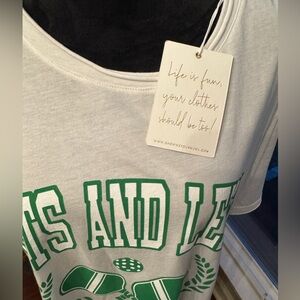 Life is fun,
your clothes
should be too!
TS AND LE